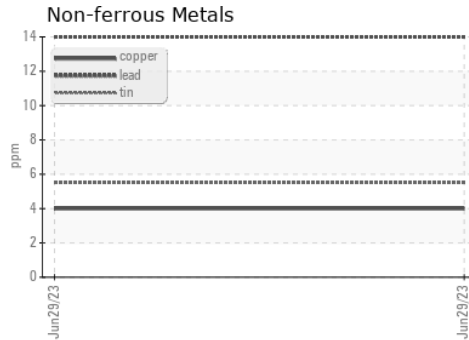 Non-ferrous Metals
14
12
10
8
6
4
2
0
ppm
copper
lead
tin
Jun29/23
Jun29/23